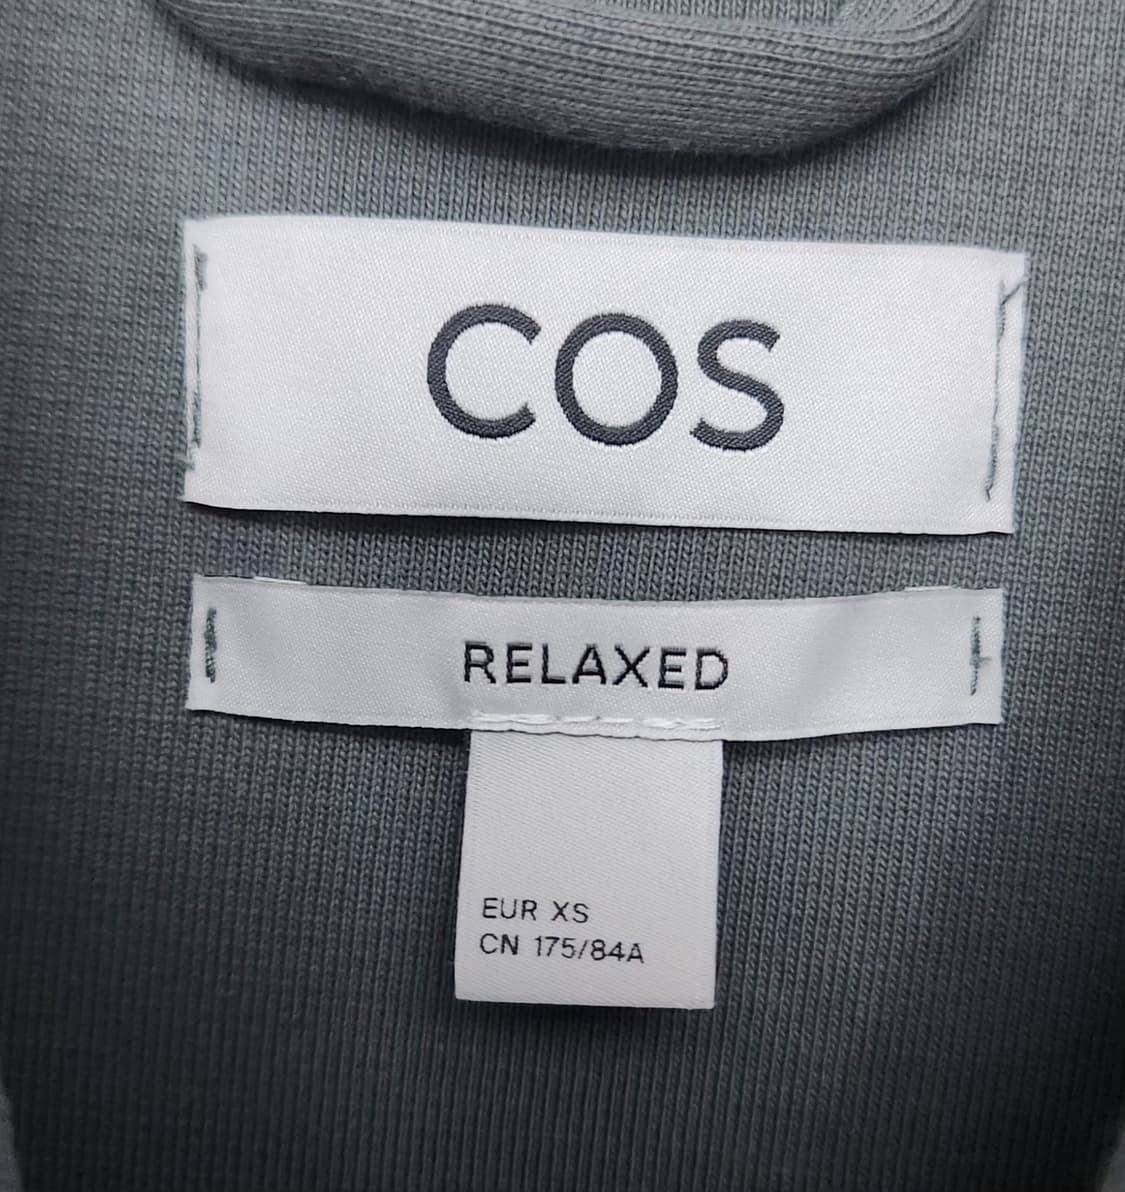 COS
RELAXED
EUR XS
CN 175/84A